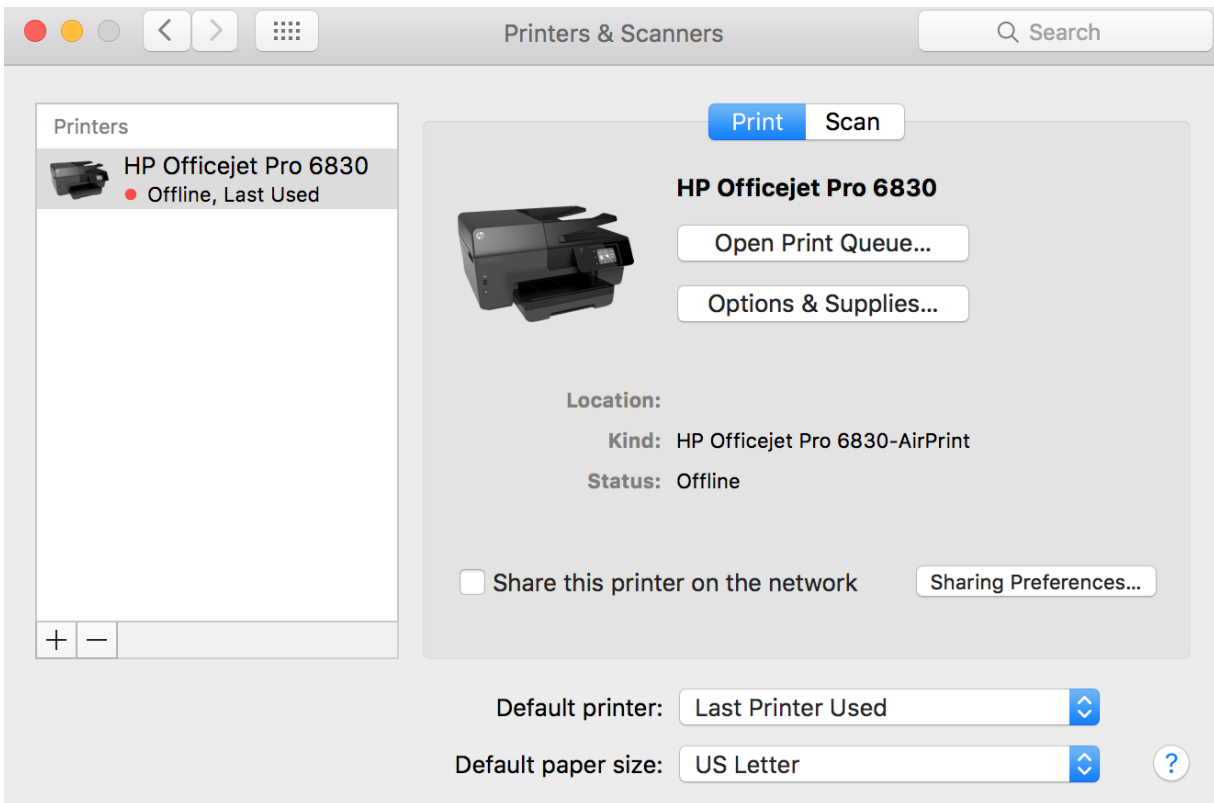 Printers & Scanners
Search
Printers
HP Officejet Pro 6830
Offline, Last Used
Print
Scan
HP Officejet Pro 6830
Open Print Queue...
Options & Supplies...
Location:
Kind: HP Officejet Pro 6830-AirPrint
Status: Offline
Share this printer on the network
Sharing Preferences...
Default printer: Last Printer Used
Default paper size: US Letter
?